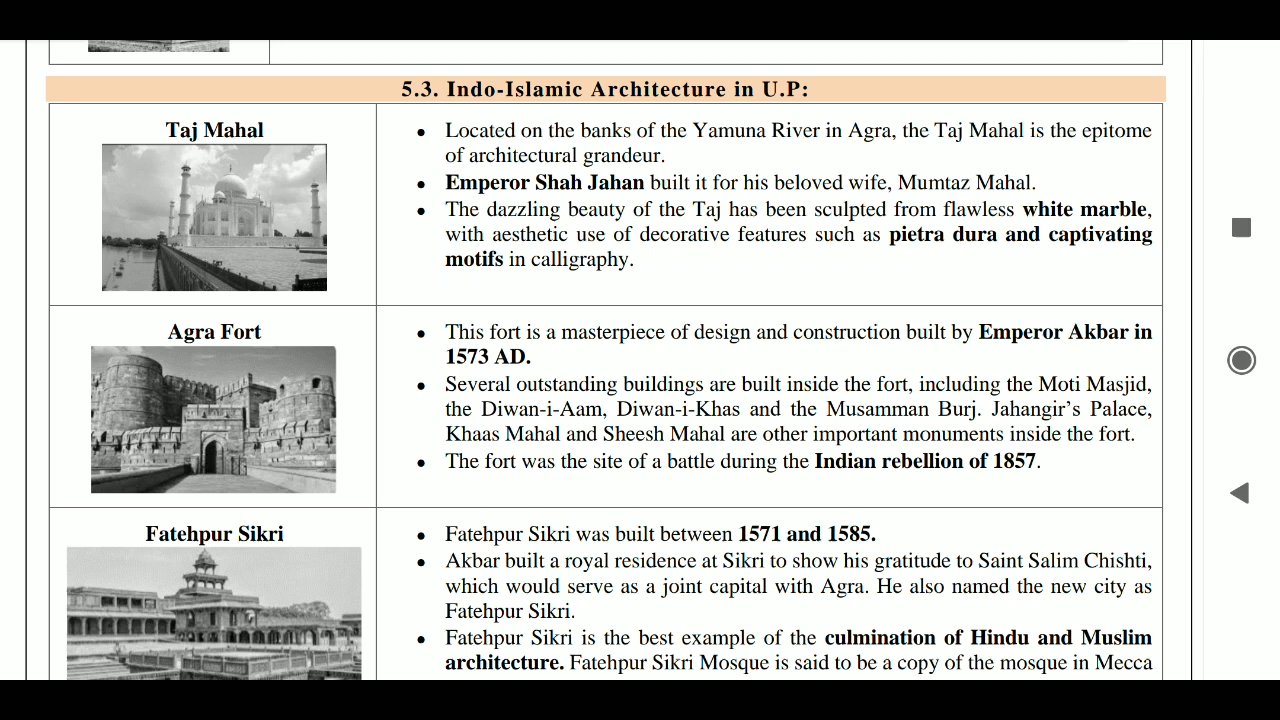 5.3. Indo-Islamic Architecture in U.P:
Taj Mahal
● Located on the banks of the Yamuna River in Agra, the Taj Mahal is the epitome
of architectural grandeur.
● Emperor Shah Jahan built it for his beloved wife, Mumtaz Mahal.
● The dazzling beauty of the Taj has been sculpted from flawless white marble,
with aesthetic use of decorative features such as pietra dura and captivating
motifs in calligraphy.
Agra Fort
● This fort is a masterpiece of design and construction built by Emperor Akbar in
1573 AD.
● Several outstanding buildings are built inside the fort, including the Moti Masjid,
the Diwan-i-Aam, Diwan-i-Khas and the Musamman Burj. Jahangir’s Palace,
Khaas Mahal and Sheesh Mahal are other important monuments inside the fort.
● The fort was the site of a battle during the Indian rebellion of 1857.
Fatehpur Sikri
● Fatehpur Sikri was built between 1571 and 1585.
● Akbar built a royal residence at Sikri to show his gratitude to Saint Salim Chishti,
which would serve as a joint capital with Agra. He also named the new city as
Fatehpur Sikri.
● Fatehpur Sikri is the best example of the culmination of Hindu and Muslim
architecture. Fatehpur Sikri Mosque is said to be a copy of the mosque in Mecca